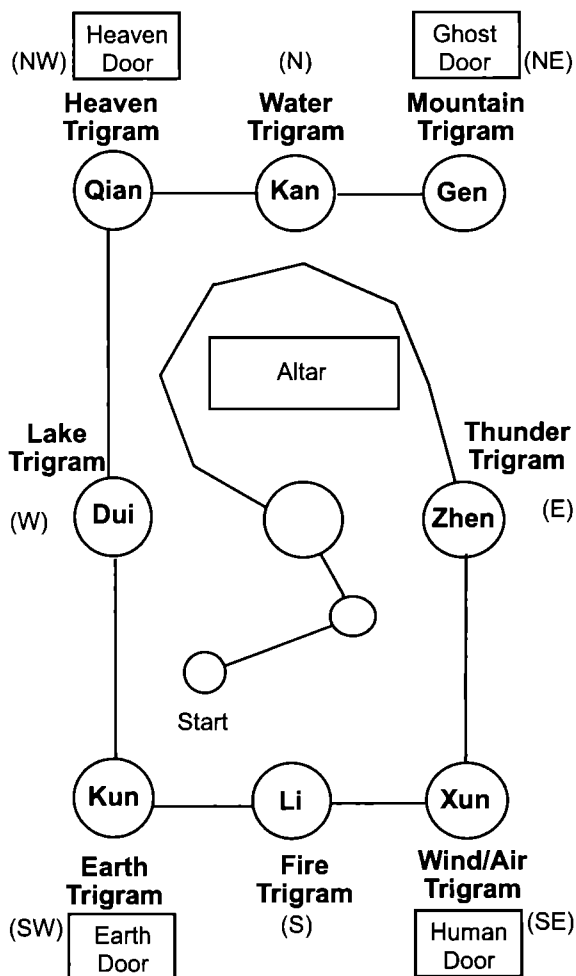 Heaven
Door
(NW)
Ghost
Door
(NE)
(N)
Heaven
Trigram
Water
Trigram
Mountain
Trigram
Qian
Kan
Gen
Altar
Lake
Trigram
Thunder
Trigram
(W)
Dui
Zhen
(E)
Start
Kun
Li
Xun
Earth
Trigram
Fire
Trigram
Wind/Air
Trigram
(SW)
Earth
Door
(S)
Human
Door
(SE)